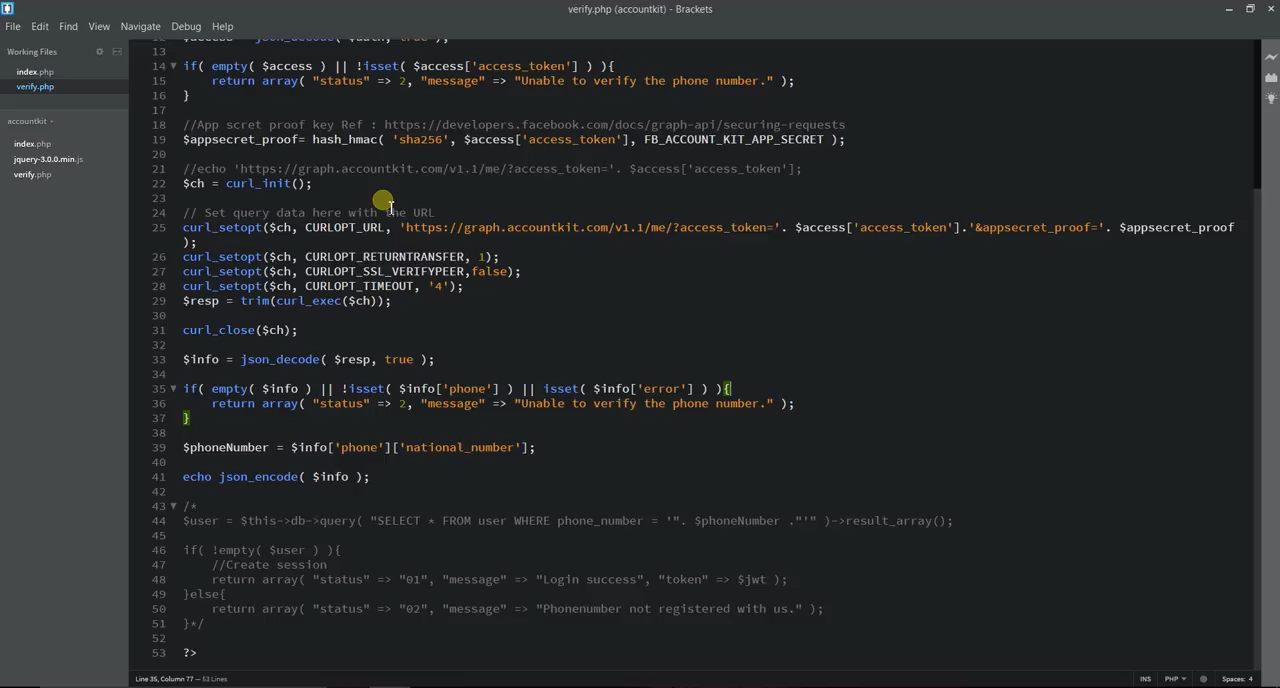 verify.php (accountkit) - Brackets
File Edit Find View Navigate Debug Help
Working Files
index.php
verify.php
accountkit
index.php
jquery-3.0.0.min.js
verify.php
13
14 if( empty( $access ) || !isset( $access['access_token'] ) ){
15 return array( "status" => 2, "message" => "Unable to verify the phone number." );
16 }
17
18 //App scret proof key Ref : https://developers.facebook.com/docs/graph-api/securing-requests
19 $appsecret_proof= hash_hmac( 'sha256', $access['access_token'], FB_ACCOUNT_KIT_APP_SECRET );
20
21 //echo 'https://graph.accountkit.com/v1.1/me/?access_token='. $access['access_token'];
22 $ch = curl_init();
23
24 // Set query data here with the URL
25 curl_setopt($ch, CURLOPT_URL, 'https://graph.accountkit.com/v1.1/me/?access_token='. $access['access_token'].'&appsecret_proof='. $appsecret_proof
);
26 curl_setopt($ch, CURLOPT_RETURNTRANSFER, 1);
27 curl_setopt($ch, CURLOPT_SSL_VERIFYPEER,false);
28 curl_setopt($ch, CURLOPT_TIMEOUT, '4');
29 $resp = trim(curl_exec($ch));
30
31 curl_close($ch);
32
33 $info = json_decode( $resp, true );
34
35 if( empty( $info ) || !isset( $info['phone'] ) || isset( $info['error'] ) ){
36 return array( "status" => 2, "message" => "Unable to verify the phone number." );
37 }
38
39 $phoneNumber = $info['phone']['national_number'];
40
41 echo json_encode( $info );
42
43 /*
44 $user = $this->db->query( "SELECT * FROM user WHERE phone_number = '". $phoneNumber ."'" )->result_array();
45
46 if( !empty( $user ) ){
47 //Create session
48 return array( "status" => "01", "message" => "Login success", "token" => $jwt );
49 }else{
50 return array( "status" => "02", "message" => "Phonenumber not registered with us." );
51 }*/
52
53 ?>
Line 35, Column 77 — 53 Lines INS PHP Spaces: 4